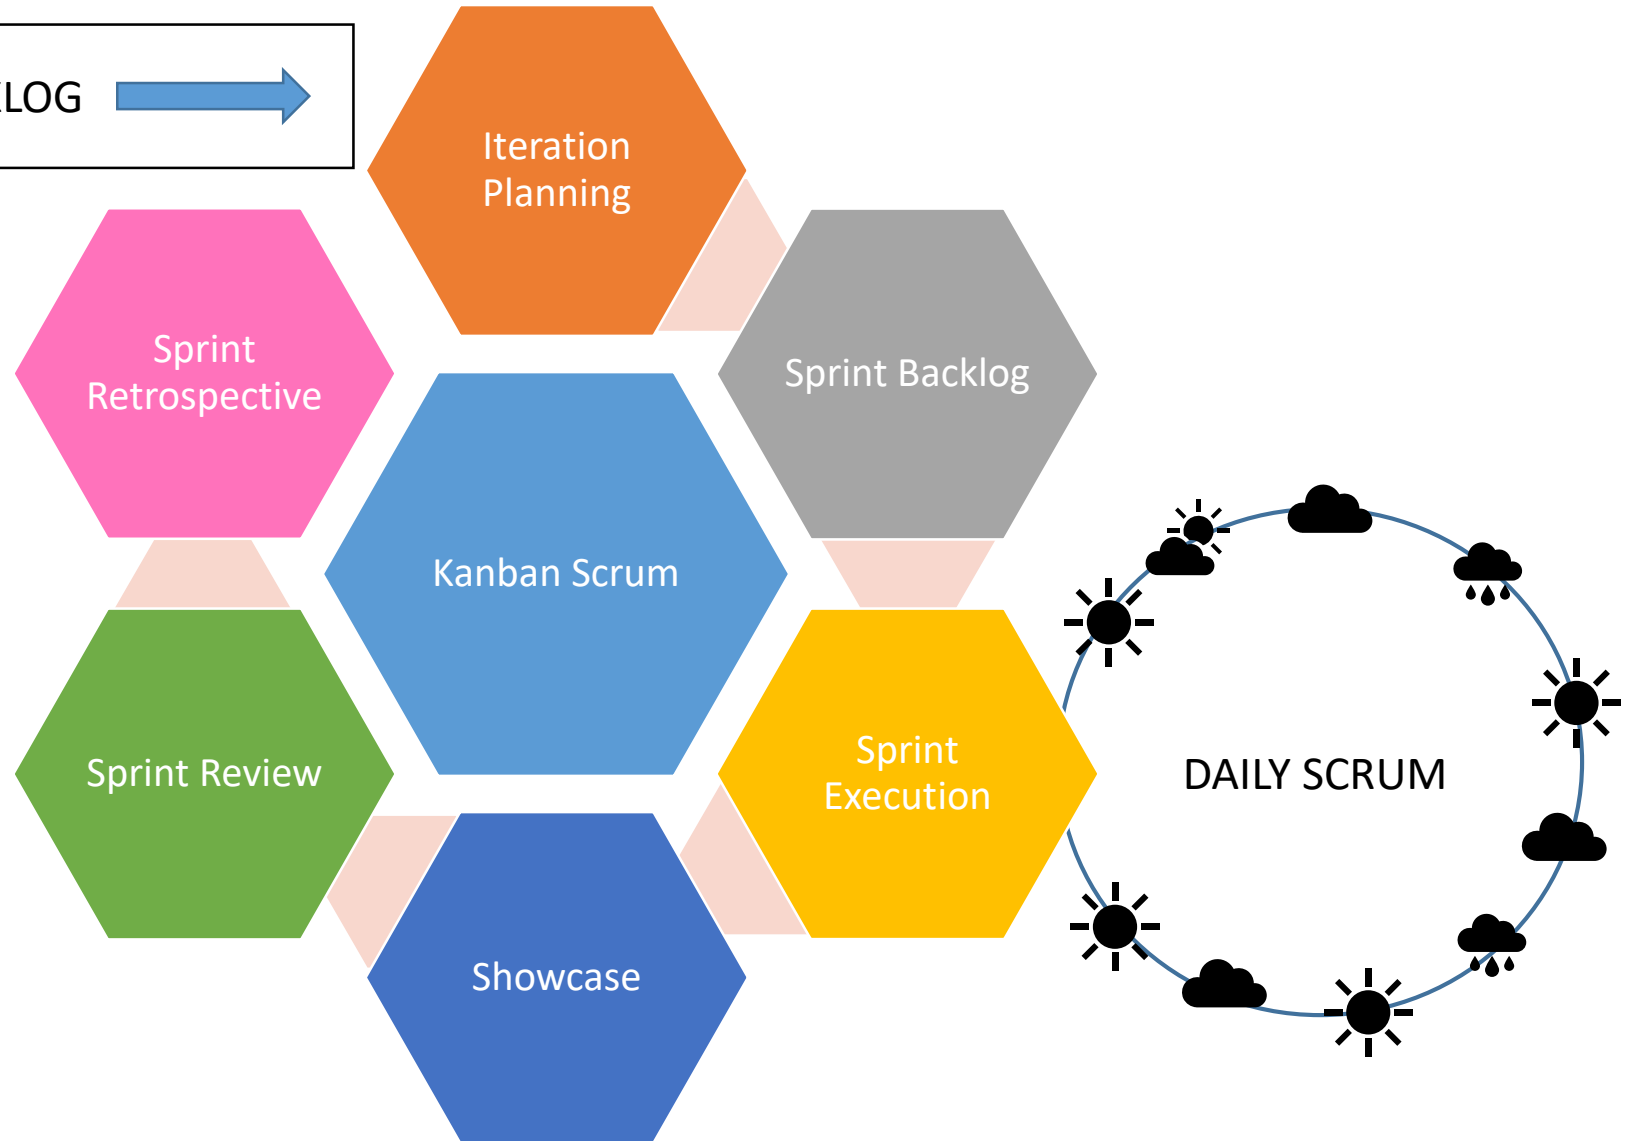 LOG
Iteration
Planning
Sprint
Retrospective
Sprint Backlog
Kanban Scrum
Sprint Review
Sprint
Execution
DAILY SCRUM
Showcase